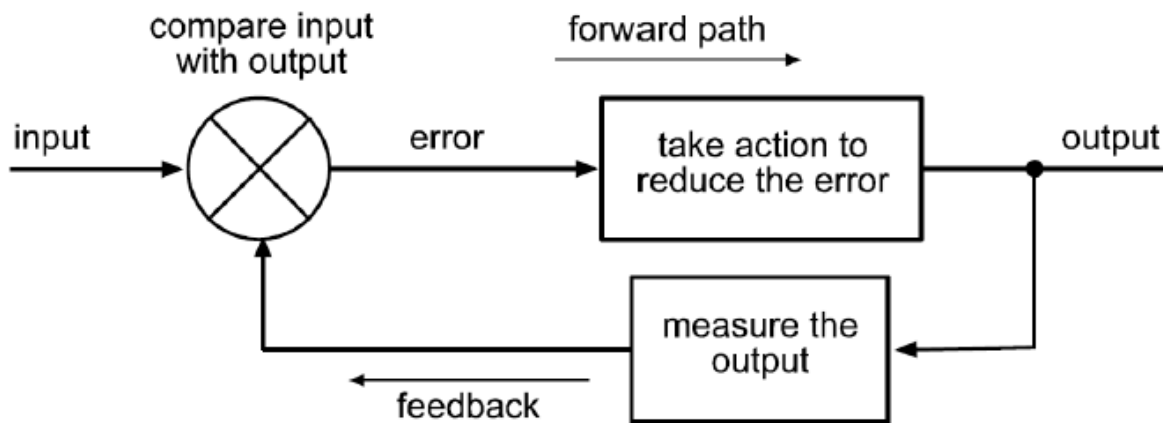 compare input
with output
forward path
input
error
take action to
reduce the error
output
measure the
output
feedback